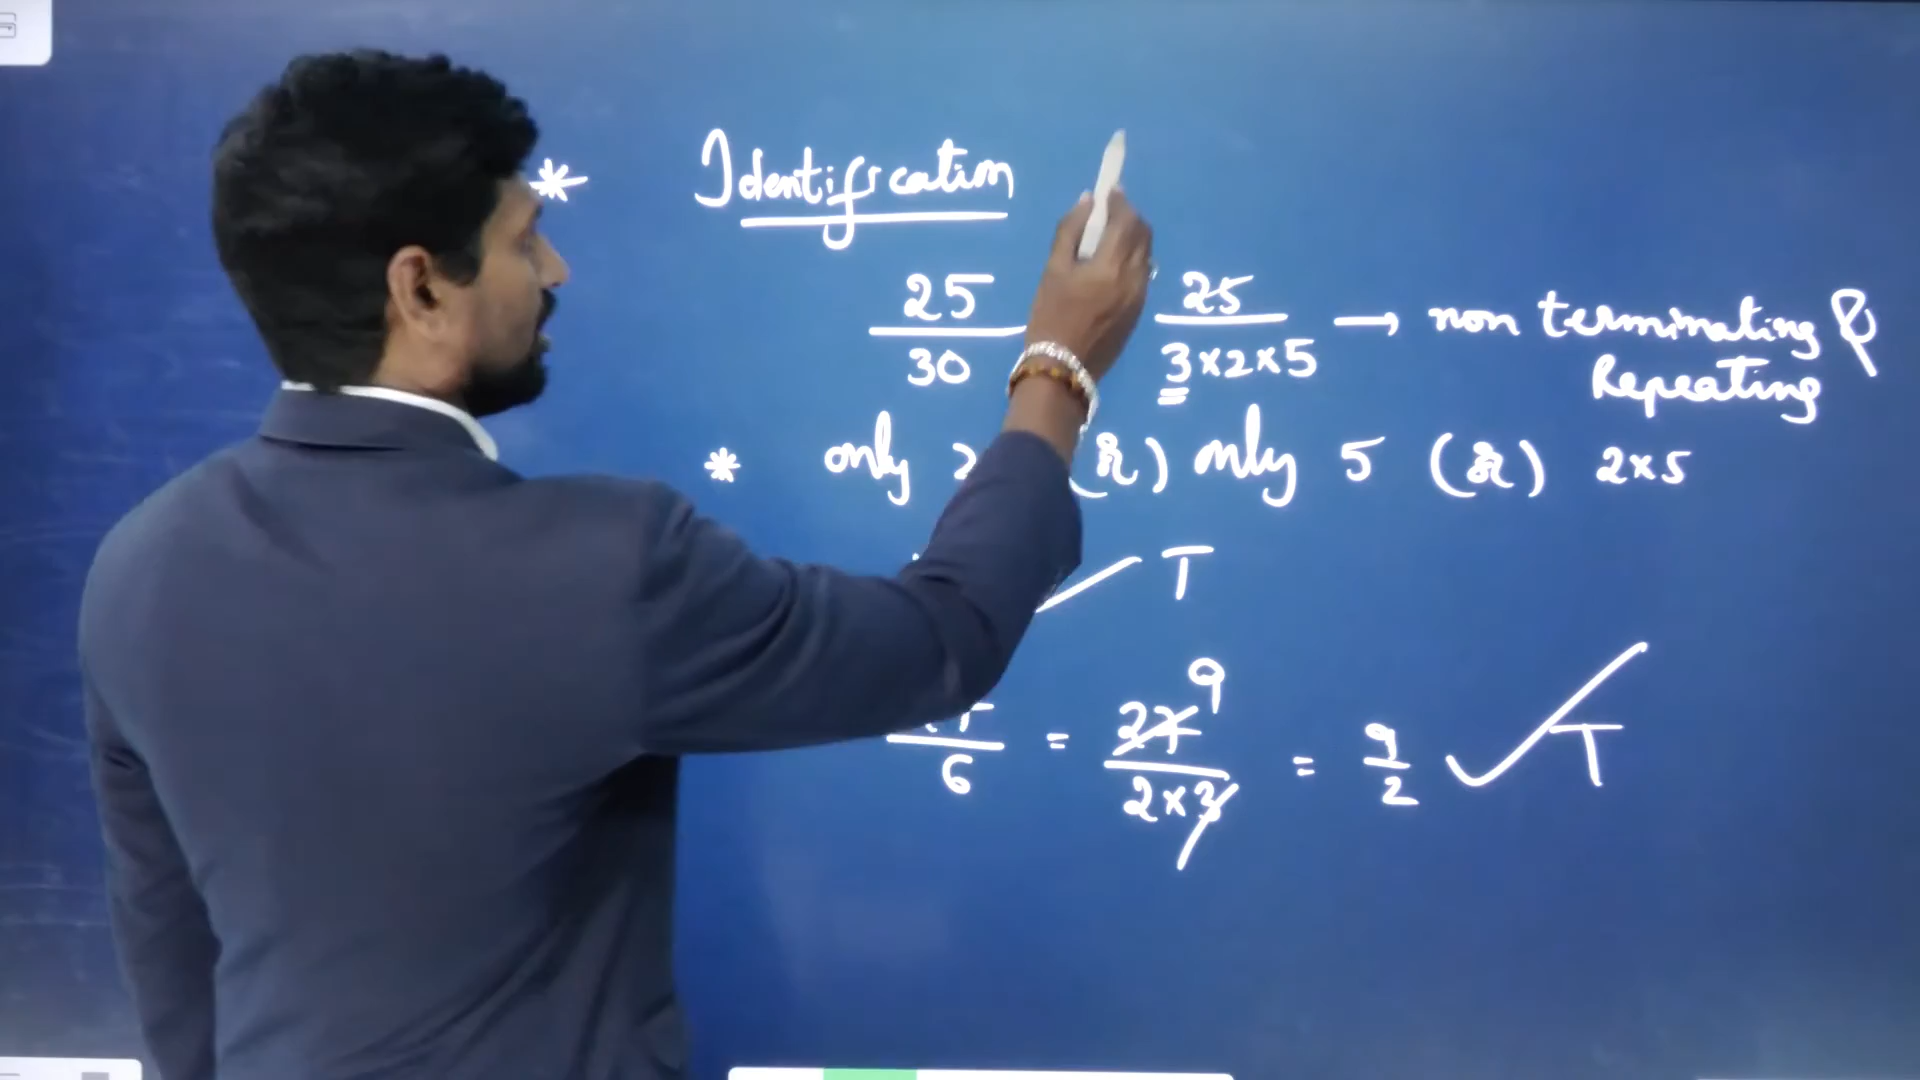 * Identification
25/30 25/3×2×5 → non terminating &
Repeating
* only 2 (or) only 5 (or) 2×5
T
27/6 = 27/2×3 9 = 9/2 ✓ T